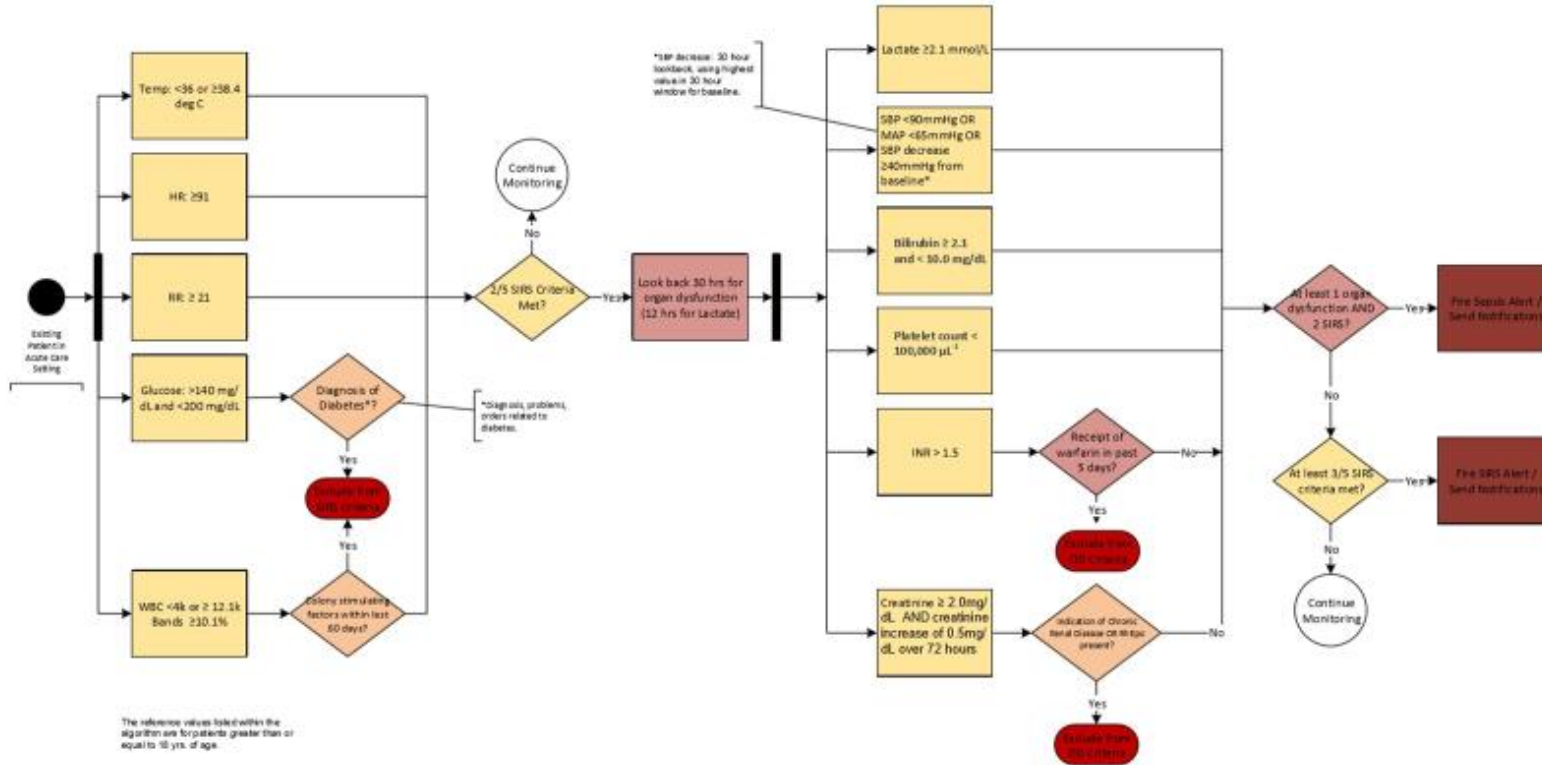 Temp: <36 or ≥38.4
deg C
HR: ≥91
RR: ≥ 21
Glucose: >140 mg/
dL and <200 mg/dL
WBC <4k or ≥ 12.1k
Bands ≥10.1%
Existing
Patient in
Acute Care
Setting
Diagnosis of
Diabetes*?
*diagnosis, problems,
orders related to
diabetes.
Yes
Exclude from
SIRS Criteria
Yes
Colony stimulating
factors within last
60 days?
The reference values listed within the
algorithm are for patients greater than or
equal to 18 yrs. of age.
Continue
Monitoring
No
2/5 SIRS Criteria
Met?
Yes
Look back 30 hrs for
organ dysfunction
(12 hrs for Lactate)
*SBP decrease: 30 hour
lookback, using highest
value in 30 hour
window for baseline.
Lactate ≥2.1 mmol/L
SBP <90mmHg OR
MAP <65mmHg OR
SBP decrease
≥40mmHg from
baseline*
Bilirubin ≥ 2.1
and < 10.0 mg/dL
Platelet count <
100,000 µL⁻¹
INR > 1.5
Receipt of
warfarin in past
5 days?
No
Yes
Exclude from
OD Criteria
Creatinine ≥ 2.0mg/
dL AND creatinine
increase of 0.5mg/
dL over 72 hours
Indication of Chronic
Renal Disease OR
present?
No
Yes
Exclude from
OD Criteria
At least 1 organ
dysfunction AND
2 SIRS?
Yes
Fire Sepsis Alert /
Send Notifications
No
At least 3/5 SIRS
criteria met?
Yes
Fire SIRS Alert /
Send Notifications
No
Continue
Monitoring